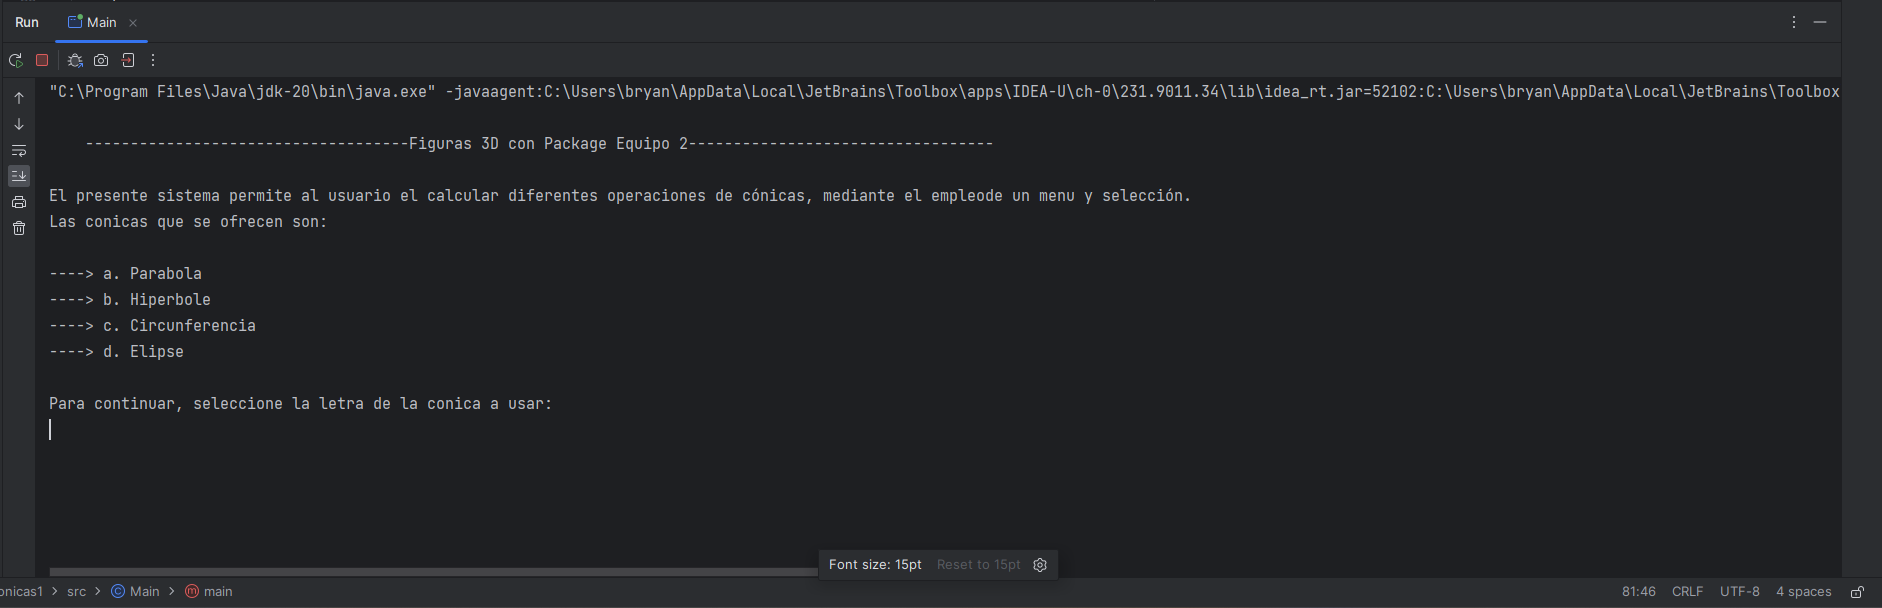 Run Main
"C:\Program Files\Java\jdk-20\bin\java.exe" -javaagent:C:\Users\bryan\AppData\Local\JetBrains\Toolbox\apps\IDEA-U\ch-0\231.9011.34\lib\idea_rt.jar=52102:C:\Users\bryan\AppData\Local\JetBrains\Toolbox
------------------------------------Figuras 3D con Package Equipo 2----------------------------------
El presente sistema permite al usuario el calcular diferentes operaciones de cónicas, mediante el empleode un menu y selección.
Las conicas que se ofrecen son:
----> a. Parabola
----> b. Hiperbole
----> c. Circunferencia
----> d. Elipse
Para continuar, seleccione la letra de la conica a usar:
Font size: 15pt Reset to 15pt
onicas1 > src > Main > main 81:46 CRLF UTF-8 4 spaces